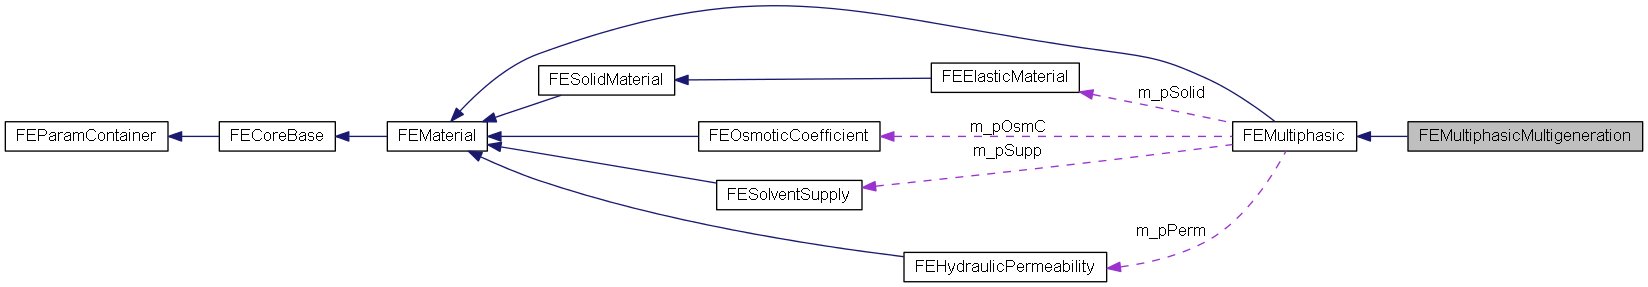 FEParamContainer
FECoreBase
FEMaterial
FESolidMaterial
FEElasticMaterial
m_pSolid
FEOsmoticCoefficient
m_pOsmC
m_pSupp
FESolventSupply
m_pPerm
FEHydraulicPermeability
FEMultiphasic
FEMultiphasicMultigeneration